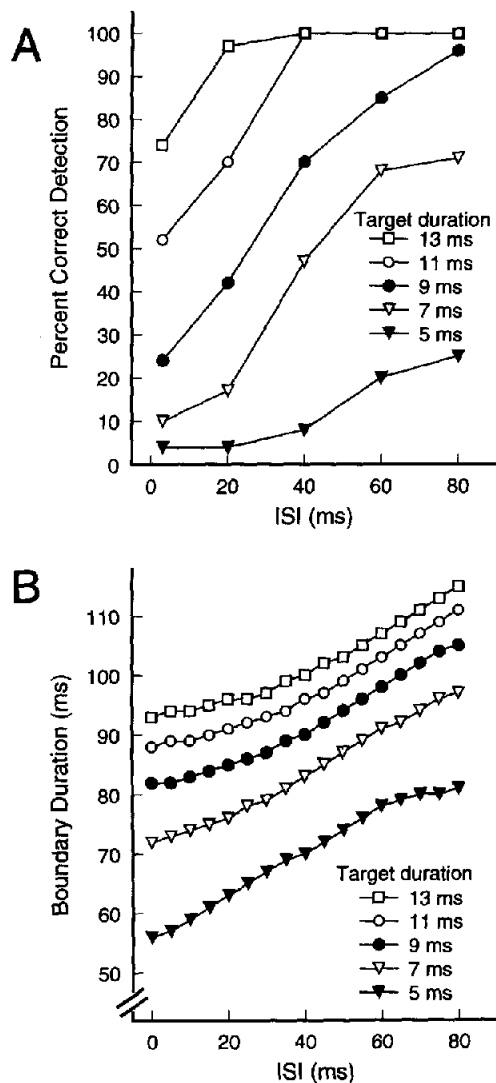 A
100
90
80
70
60
50
40
30
20
10
0
Percent Correct Detection
Target duration
13 ms
11 ms
9 ms
7 ms
5 ms
0 20 40 60 80
ISI (ms)
B
110
100
90
80
70
60
50
Boundary Duration (ms)
Target duration
13 ms
11 ms
9 ms
7 ms
5 ms
0 20 40 60 80
ISI (ms)